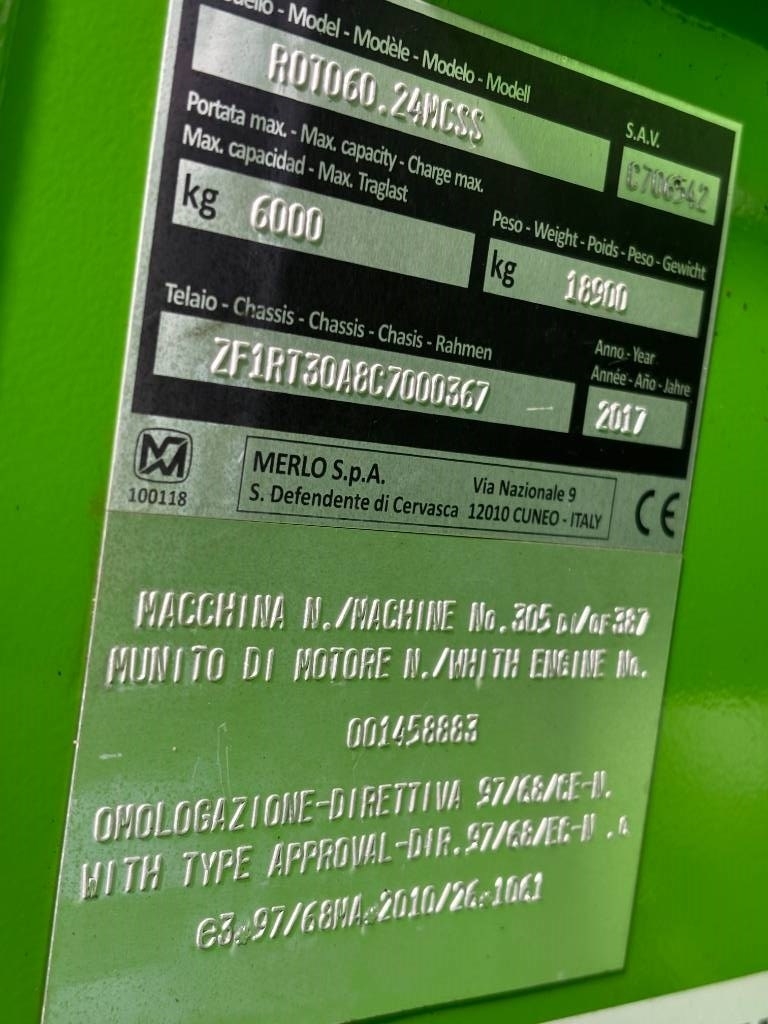 - Model - Modèle - Modelo - Modell
ROTO60.24MCSS
S.A.V.
C706542
Portata max. - Max. capacity - Charge max.
Max. capacidad - Max. Traglast
kg 6000
Peso - Weight - Poids - Peso - Gewicht
kg 18900
Telaio - Chassis - Chassis - Chasis - Rahmen
ZF1RT30A8C7000367
Anno - Year
Année - Año - Jahre
2017
100118
MERLO S.p.A.
S. Defendente di Cervasca
Via Nazionale 9
12010 CUNEO - ITALY
CE
MACCHINA N./MACHINE No. 305 DI/OF 387
MUNITO DI MOTORE N./WHITH ENGINE No.
001458883
OMOLOGAZIONE-DIRETTIVA 97/68/CE-N.
WITH TYPE APPROVAL-DIR.97/68/EC-N .
e3 97/68MA 2010/26 1061